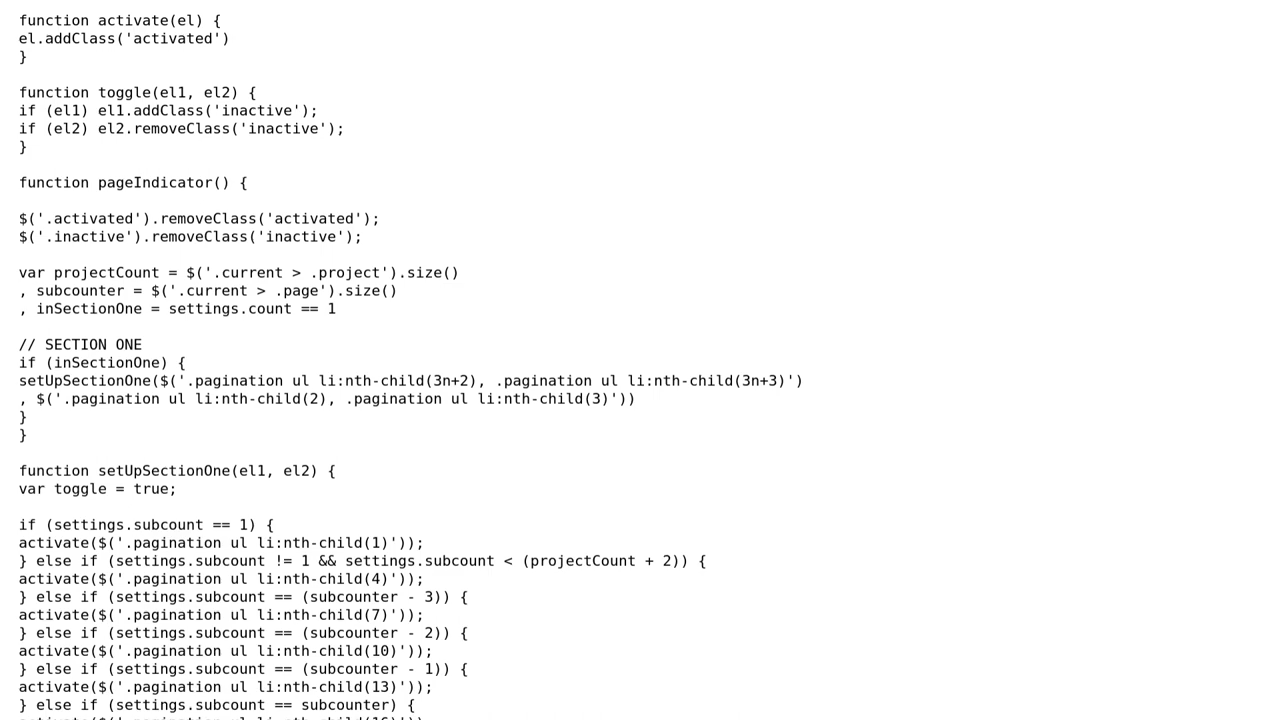 function activate(el) {
el.addClass('activated')
}
function toggle(el1, el2) {
if (el1) el1.addClass('inactive');
if (el2) el2.removeClass('inactive');
}
function pageIndicator() {
$('.activated').removeClass('activated');
$('.inactive').removeClass('inactive');
var projectCount = $('.current > .project').size()
, subcounter = $('.current > .page').size()
, inSectionOne = settings.count == 1
// SECTION ONE
if (inSectionOne) {
setUpSectionOne($('.pagination ul li:nth-child(3n+2), .pagination ul li:nth-child(3n+3)')
, $('.pagination ul li:nth-child(2), .pagination ul li:nth-child(3)'))
}
}
function setUpSectionOne(el1, el2) {
var toggle = true;
if (settings.subcount == 1) {
activate($('.pagination ul li:nth-child(1)'));
} else if (settings.subcount != 1 && settings.subcount < (projectCount + 2)) {
activate($('.pagination ul li:nth-child(4)'));
} else if (settings.subcount == (subcounter - 3)) {
activate($('.pagination ul li:nth-child(7)'));
} else if (settings.subcount == (subcounter - 2)) {
activate($('.pagination ul li:nth-child(10)'));
} else if (settings.subcount == (subcounter - 1)) {
activate($('.pagination ul li:nth-child(13)'));
} else if (settings.subcount == subcounter) {